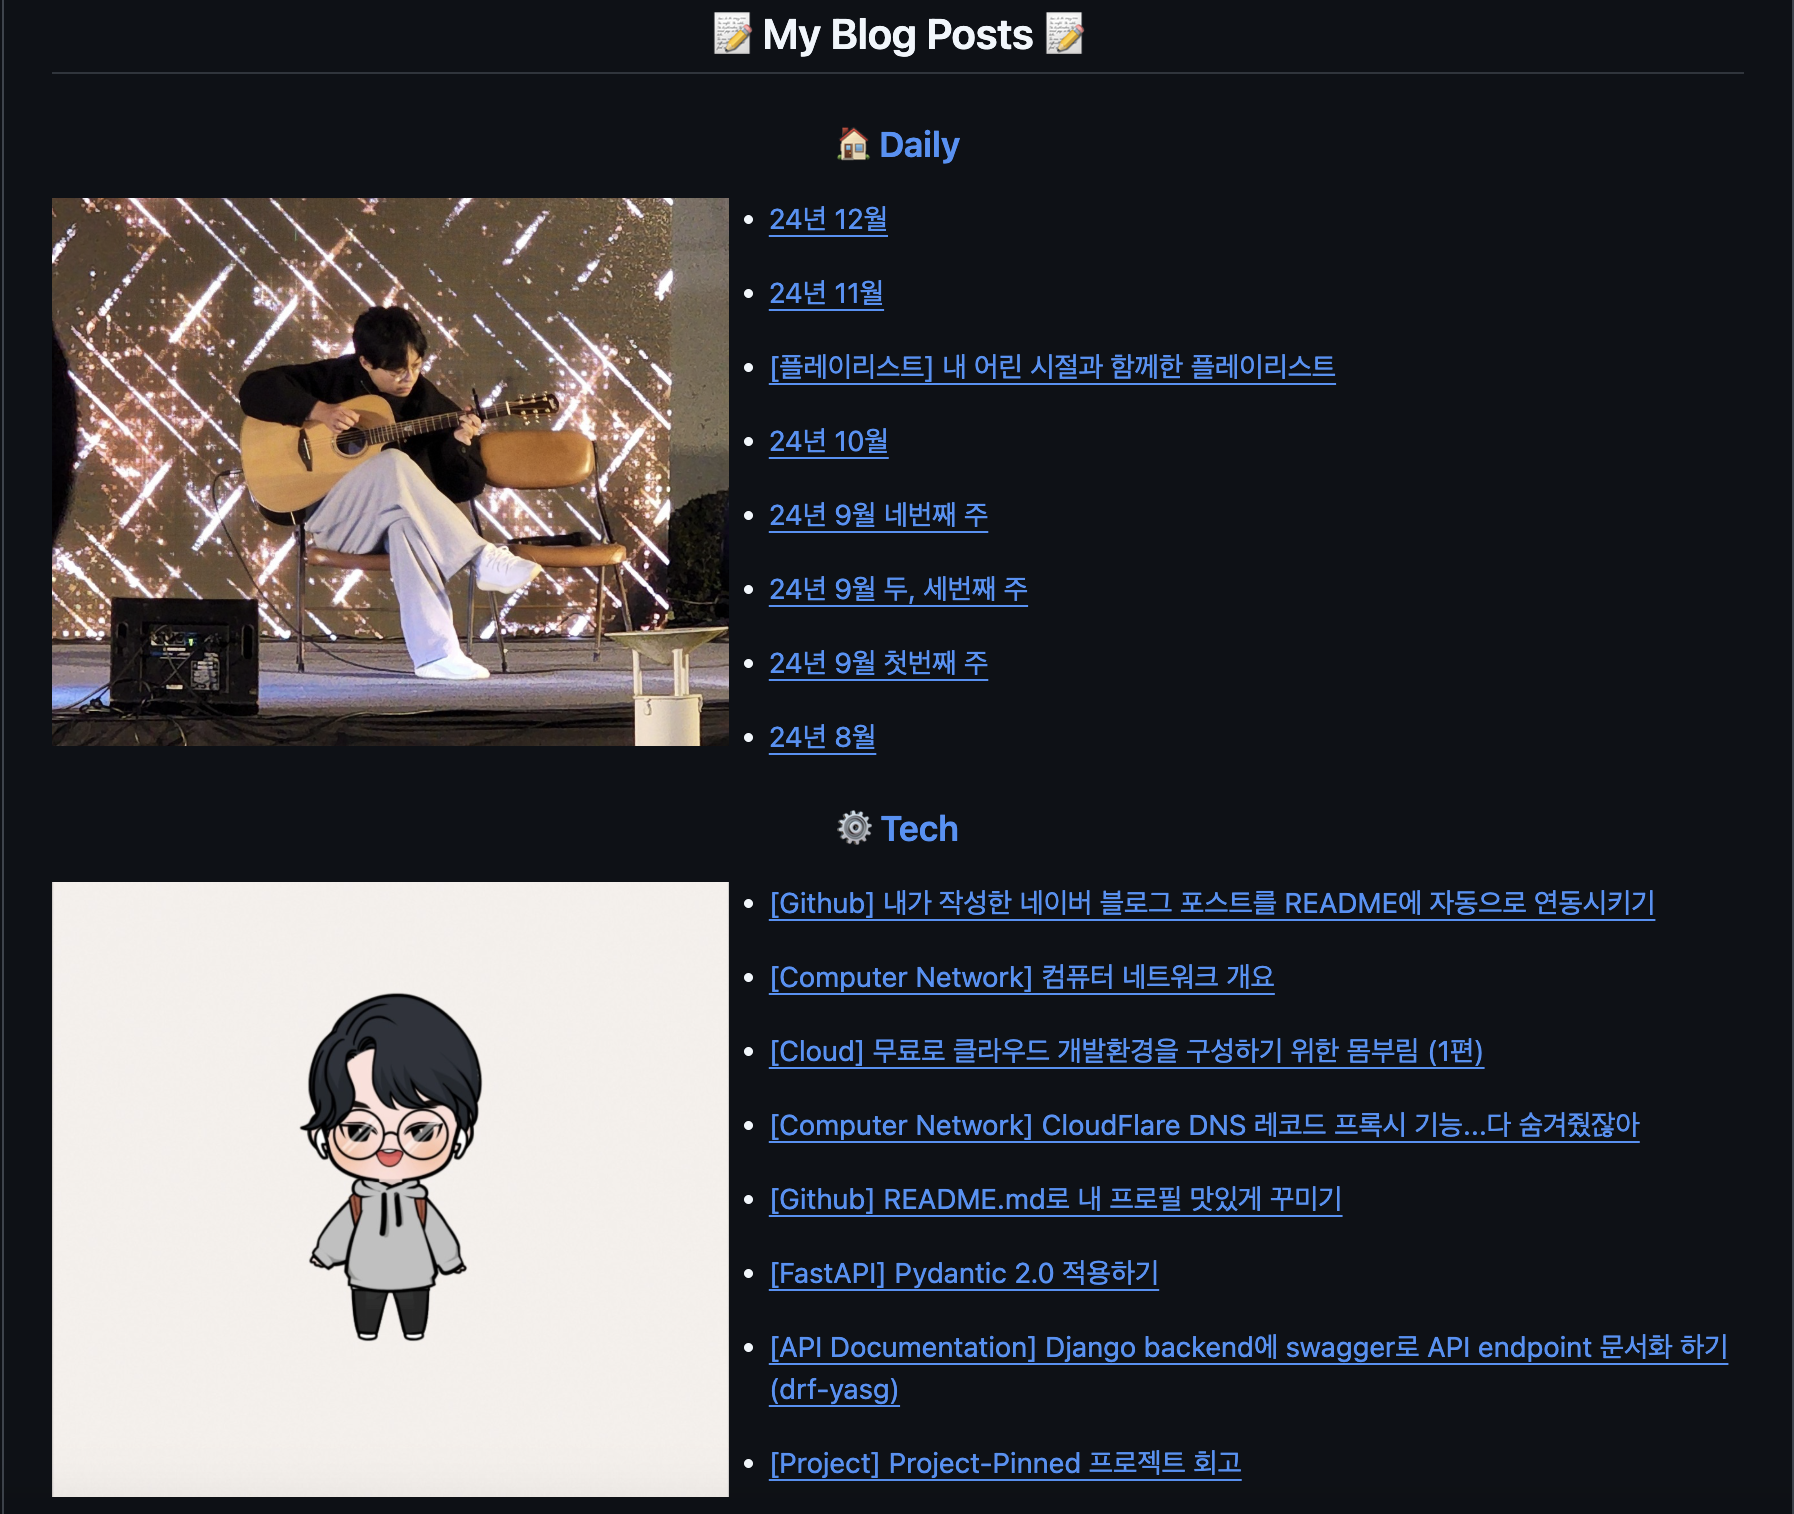 📝 My Blog Posts 📝
🏠 Daily
24년 12월
24년 11월
[플레이리스트] 내 어린 시절과 함께한 플레이리스트
24년 10월
24년 9월 네번째 주
24년 9월 두, 세번째 주
24년 9월 첫번째 주
24년 8월
⚙️ Tech
[Github] 내가 작성한 네이버 블로그 포스트를 README에 자동으로 연동시키기
[Computer Network] 컴퓨터 네트워크 개요
[Cloud] 무료로 클라우드 개발환경을 구성하기 위한 몸부림 (1편)
[Computer Network] CloudFlare DNS 레코드 프록시 기능...다 숨겨줬잖아
[Github] README.md로 내 프로필 맛있게 꾸미기
[FastAPI] Pydantic 2.0 적용하기
[API Documentation] Django backend에 swagger로 API endpoint 문서화 하기
(drf-yasg)
[Project] Project-Pinned 프로젝트 회고